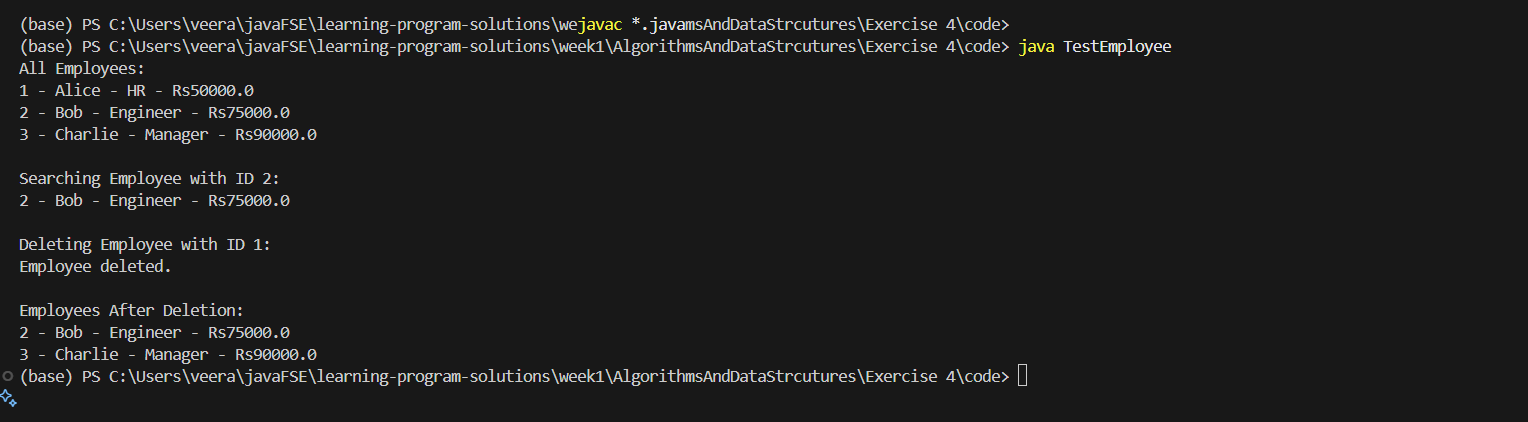 (base) PS C:\Users\veera\javaFSE\learning-program-solutions\wejavac *.javamsAndDataStrcutures\Exercise 4\code>
(base) PS C:\Users\veera\javaFSE\learning-program-solutions\week1\AlgorithmsAndDataStrcutures\Exercise 4\code> java TestEmployee
All Employees:
1 - Alice - HR - Rs50000.0
2 - Bob - Engineer - Rs75000.0
3 - Charlie - Manager - Rs90000.0
Searching Employee with ID 2:
2 - Bob - Engineer - Rs75000.0
Deleting Employee with ID 1:
Employee deleted.
Employees After Deletion:
2 - Bob - Engineer - Rs75000.0
3 - Charlie - Manager - Rs90000.0
(base) PS C:\Users\veera\javaFSE\learning-program-solutions\week1\AlgorithmsAndDataStrcutures\Exercise 4\code>